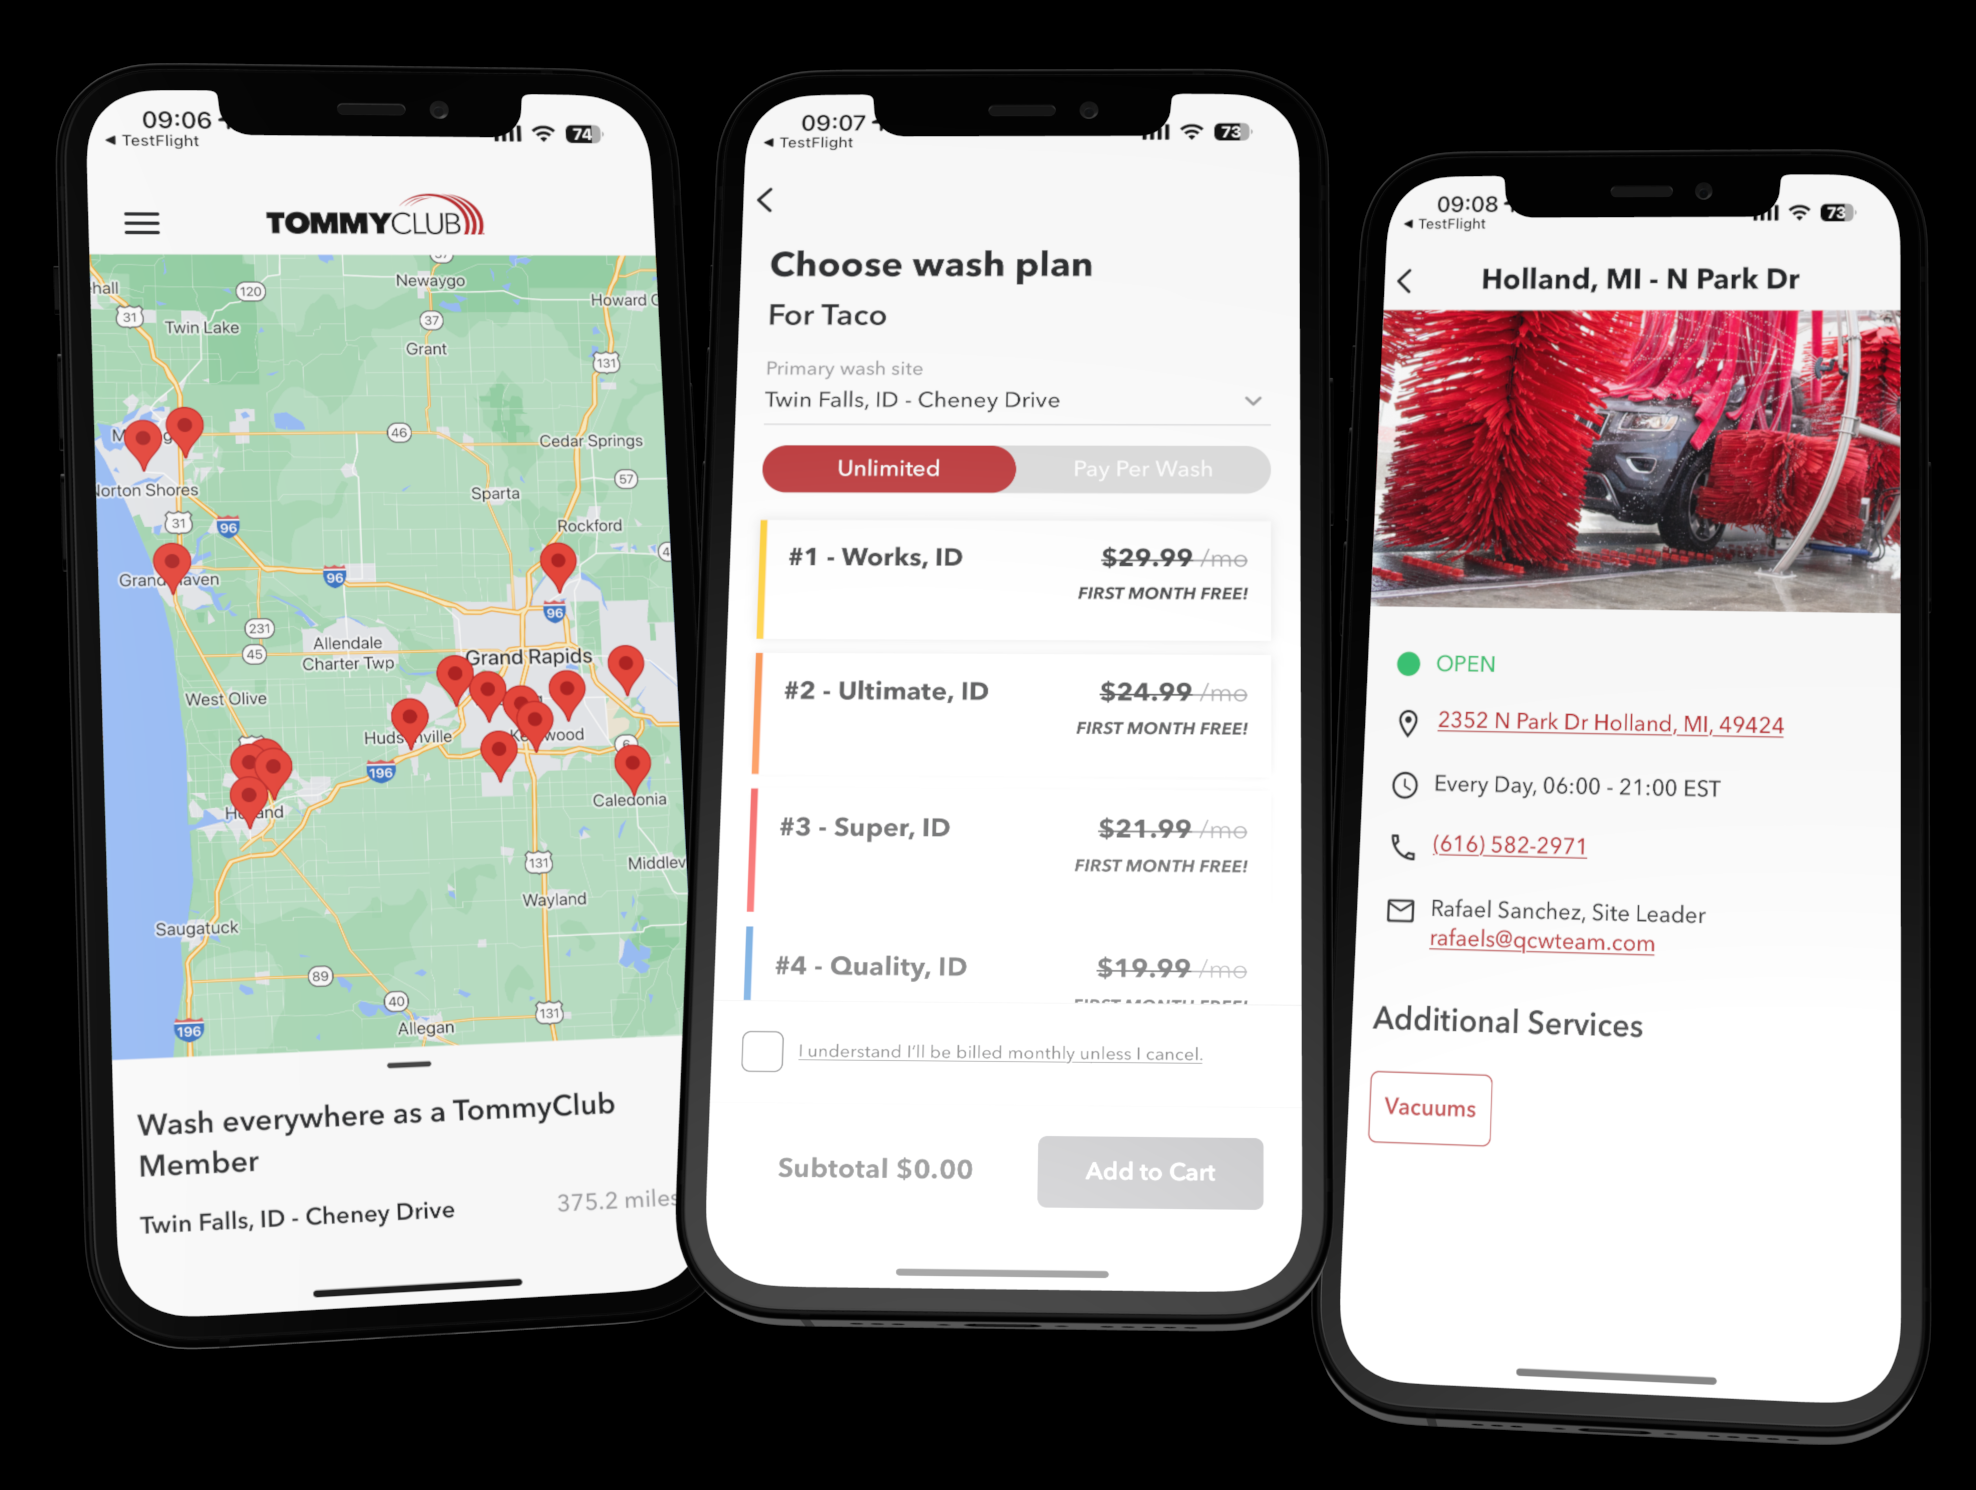 09:06
◀ TestFlight
74
TOMMYCLUB
Newaygo
Howard C
hall
120
31
Twin Lake
37
Grant
131
46
Cedar Springs
57
Sparta
Norton Shores
31
96
Rockford
96
Grand Haven
96
231
45
Allendale
Charter Twp
Grand Rapids
West Olive
Hudsonville
Kentwood
6
196
Holland
Caledonia
131
Middlev
Wayland
Saugatuck
89
40
131
Allegan
196
Wash everywhere as a TommyClub
Member
Twin Falls, ID - Cheney Drive
375.2 miles
09:07
◀ TestFlight
73
Choose wash plan
For Taco
Primary wash site
Twin Falls, ID - Cheney Drive
Unlimited
Pay Per Wash
#1 - Works, ID
$29.99 /mo
FIRST MONTH FREE!
#2 - Ultimate, ID
$24.99 /mo
FIRST MONTH FREE!
#3 - Super, ID
$21.99 /mo
FIRST MONTH FREE!
#4 - Quality, ID
$19.99 /mo
FIRST MONTH FREE!
I understand I'll be billed monthly unless I cancel.
Subtotal $0.00
Add to Cart
09:08
◀ TestFlight
73
Holland, MI - N Park Dr
OPEN
2352 N Park Dr Holland, MI, 49424
Every Day, 06:00 - 21:00 EST
(616) 582-2971
Rafael Sanchez, Site Leader
rafaels@qcwteam.com
Additional Services
Vacuums